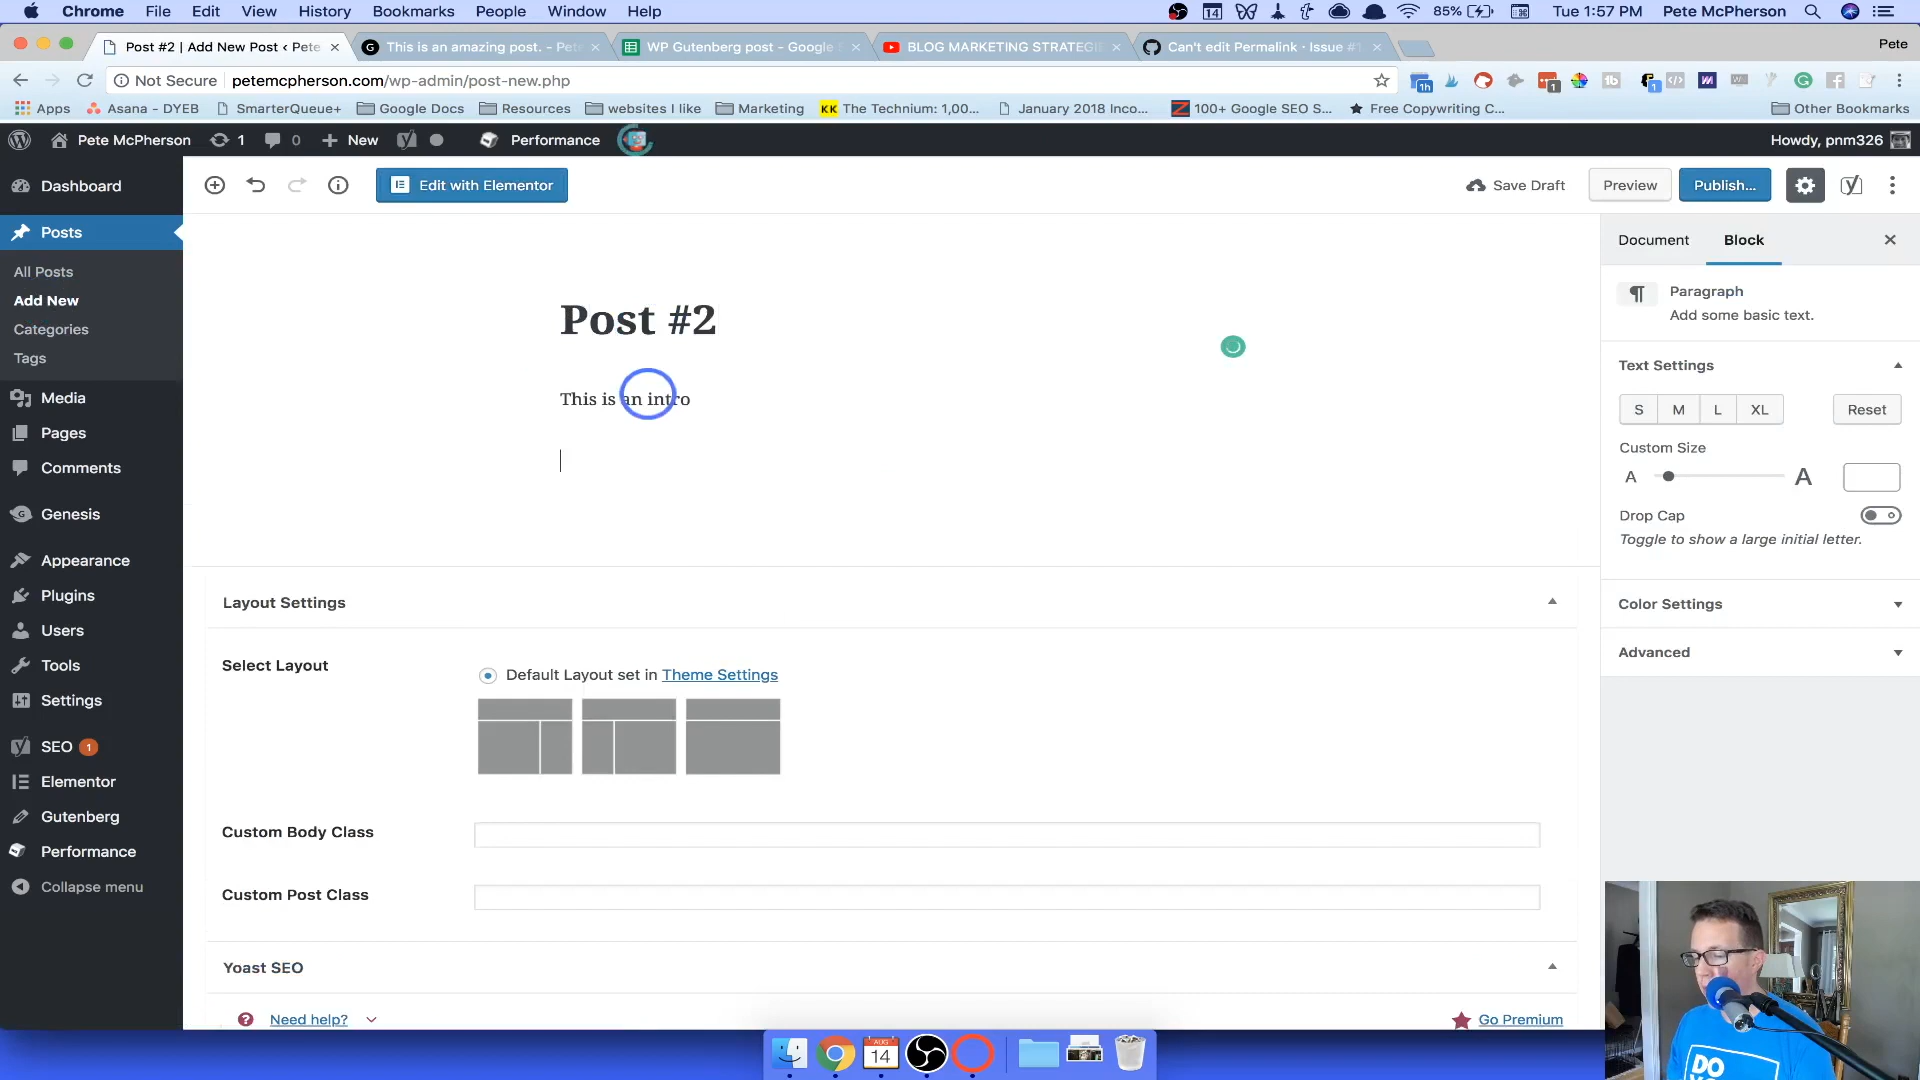 Chrome File Edit View History Bookmarks People Window Help 14 85% Tue 1:57 PM Pete McPherson
Post #2 | Add New Post ‹ Pete
This is an amazing post. - Pete
WP Gutenberg post - Google
BLOG MARKETING STRATEGI
Can't edit Permalink · Issue #1
Pete
Not Secure petemcpherson.com/wp-admin/post-new.php
Apps Asana - DYEB SmarterQueue+ Google Docs Resources websites I like Marketing KK The Technium: 1,00... January 2018 Inco... 100+ Google SEO S... Free Copywriting C... Other Bookmarks
Pete McPherson 1 0 New Performance Howdy, pnm326
Dashboard
Posts
All Posts
Add New
Categories
Tags
Media
Pages
Comments
Genesis
Appearance
Plugins
Users
Tools
Settings
SEO 1
Elementor
Gutenberg
Performance
Collapse menu
Edit with Elementor
Save Draft Preview Publish...
Post #2
This is an intro
Layout Settings
Select Layout
Default Layout set in Theme Settings
Custom Body Class
Custom Post Class
Yoast SEO
Need help?
Go Premium
Document Block
Paragraph
Add some basic text.
Text Settings
S M L XL Reset
Custom Size
A A
Drop Cap
Toggle to show a large initial letter.
Color Settings
Advanced
AUG
14
DO